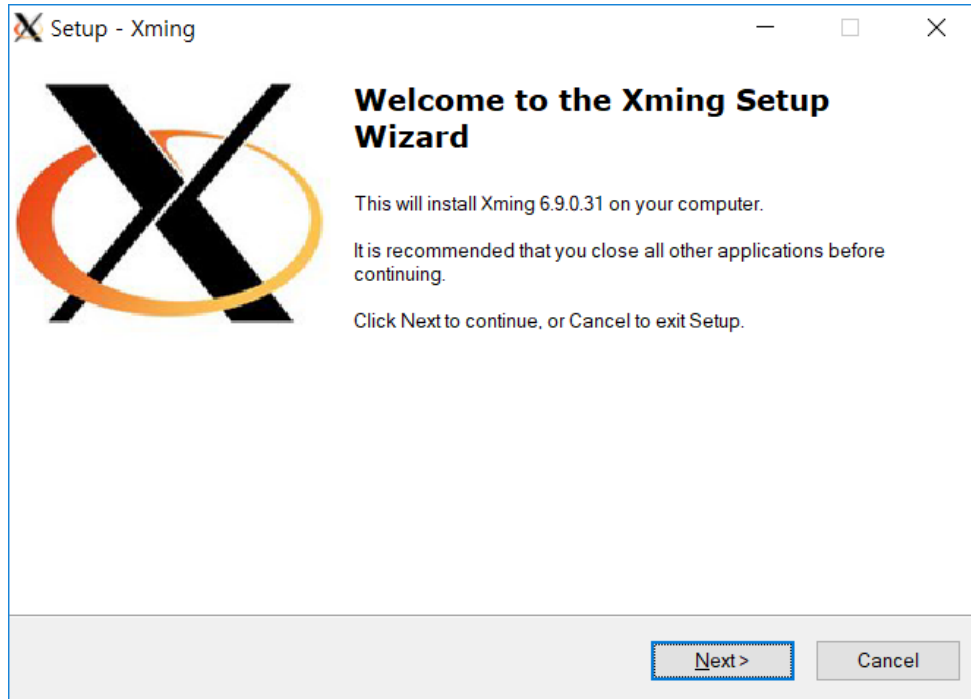 Setup - Xming
Welcome to the Xming Setup
Wizard
This will install Xming 6.9.0.31 on your computer.
It is recommended that you close all other applications before
continuing.
Click Next to continue, or Cancel to exit Setup.
Next >
Cancel